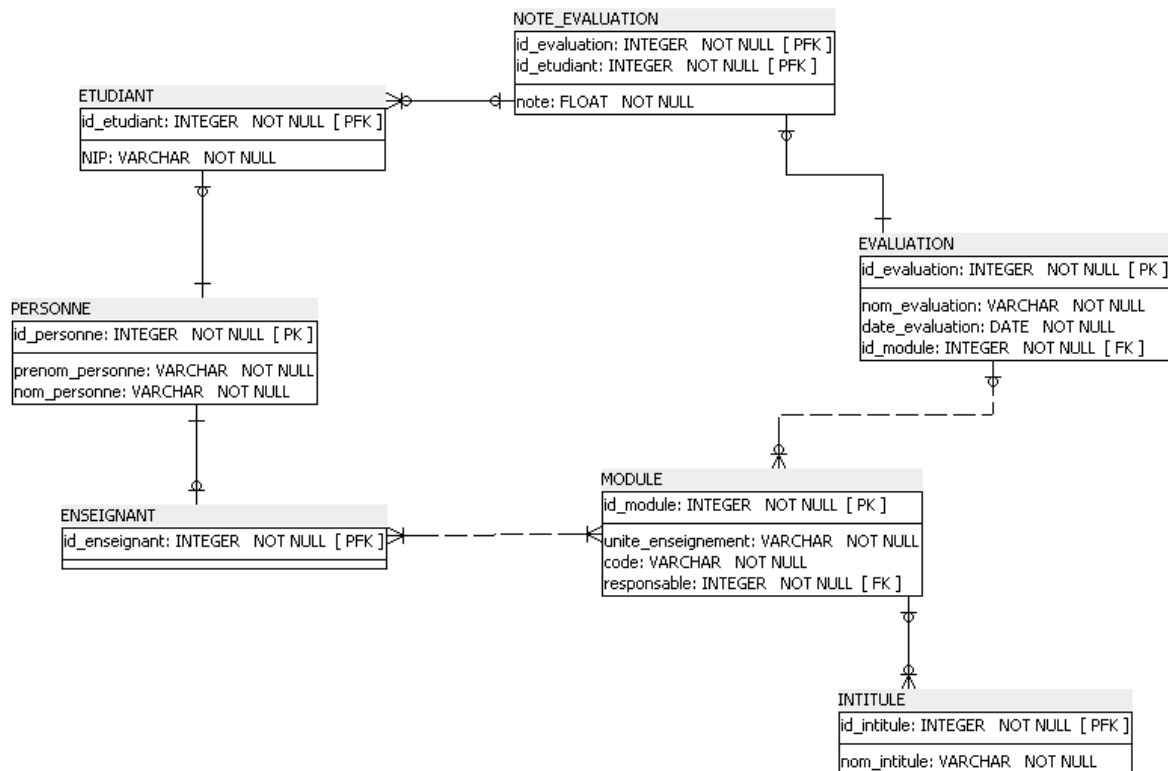 NOTE_EVALUATION
id_evaluation: INTEGER NOT NULL [ PFK ]
id_etudiant: INTEGER NOT NULL [ PFK ]
note: FLOAT NOT NULL
ETUDIANT
id_etudiant: INTEGER NOT NULL [ PFK ]
NIP: VARCHAR NOT NULL
EVALUATION
id_evaluation: INTEGER NOT NULL [ PK ]
nom_evaluation: VARCHAR NOT NULL
date_evaluation: DATE NOT NULL
id_module: INTEGER NOT NULL [ FK ]
PERSONNE
id_personne: INTEGER NOT NULL [ PK ]
prenom_personne: VARCHAR NOT NULL
nom_personne: VARCHAR NOT NULL
MODULE
id_module: INTEGER NOT NULL [ PK ]
unite_enseignement: VARCHAR NOT NULL
code: VARCHAR NOT NULL
responsable: INTEGER NOT NULL [ FK ]
ENSEIGNANT
id_enseignant: INTEGER NOT NULL [ PFK ]
INTITULE
id_intitule: INTEGER NOT NULL [ PFK ]
nom_intitule: VARCHAR NOT NULL